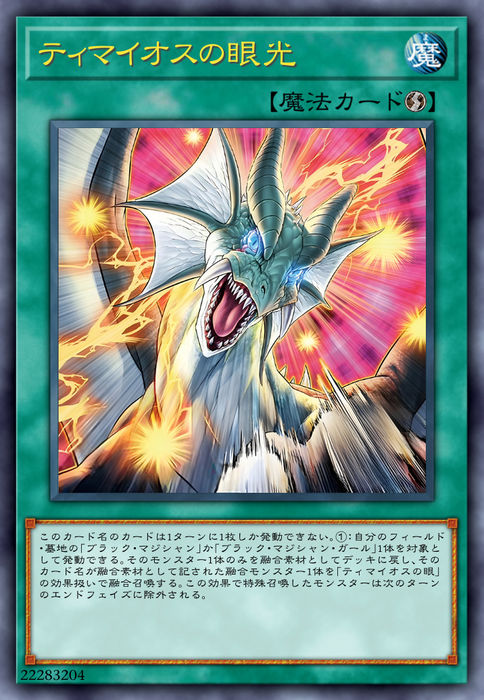 ティマイオスの眼光
魔
【魔法カード】
このカード名のカードは1ターンに1枚しか発動できない。①:自分のフィールド
・墓地の「ブラック・マジシャン」か「ブラック・マジシャン・ガール」1体を対象と
して発動できる。そのモンスター1体のみを融合素材としてデッキに戻し、その
カード名が融合素材として記された融合モンスター1体を「ティマイオスの眼」
の効果扱いで融合召喚する。この効果で特殊召喚したモンスターは次のターン
のエンドフェイズに除外される。
22283204